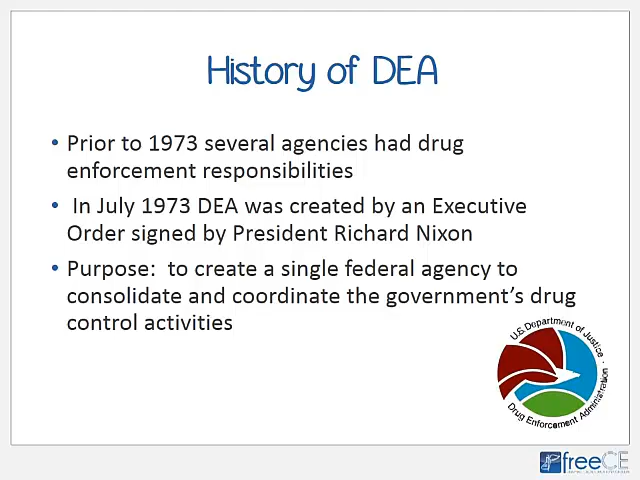 History of DEA
• Prior to 1973 several agencies had drug
enforcement responsibilities
• In July 1973 DEA was created by an Executive
Order signed by President Richard Nixon
• Purpose:  to create a single federal agency to
consolidate and coordinate the government’s drug
control activities
U.S. Department of Justice
Drug Enforcement Administration
freeCE